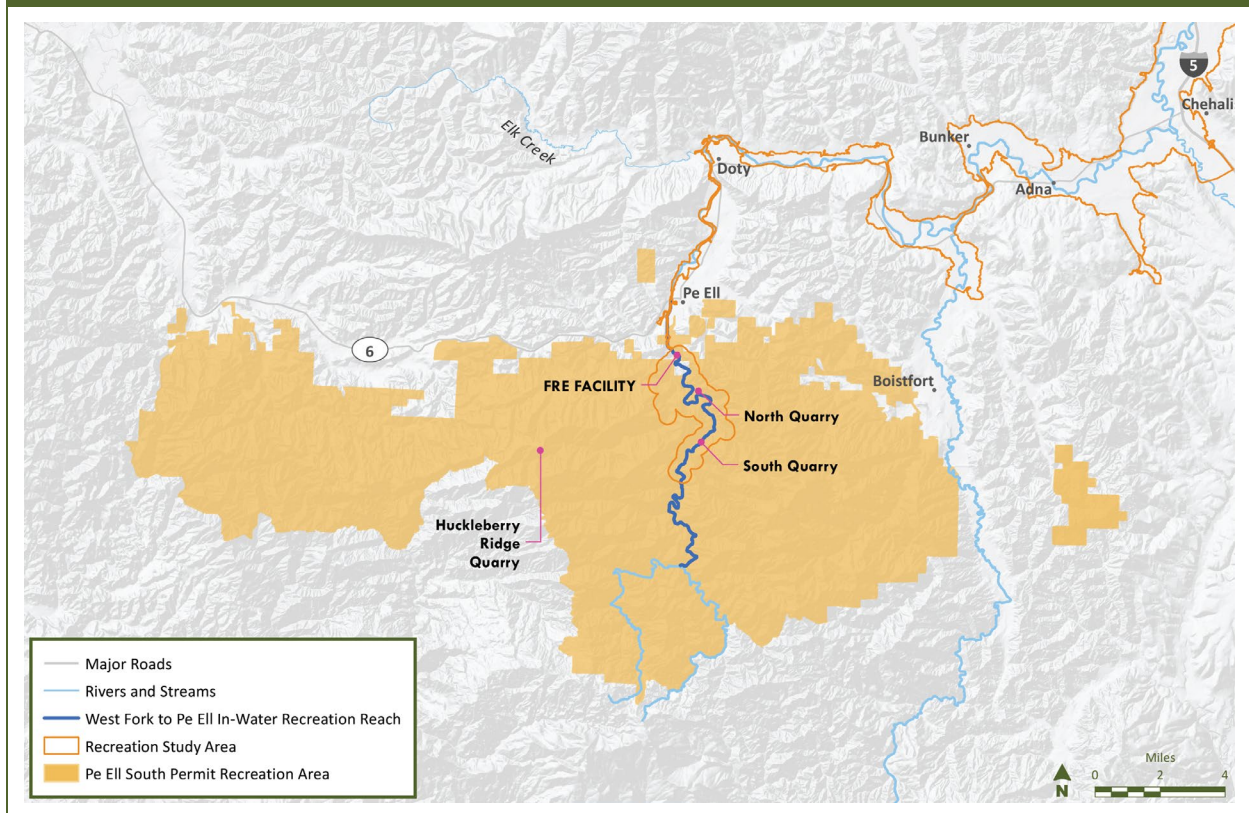 5
Chehali
Elk Creek
Bunker
Doty
Adna
Pe Ell
6
FRE FACILITY
Boistfort
North Quarry
South Quarry
Huckleberry
Ridge
Quarry
Major Roads
Rivers and Streams
West Fork to Pe Ell In-Water Recreation Reach
Recreation Study Area
Pe Ell South Permit Recreation Area
Miles
0 2 4
N